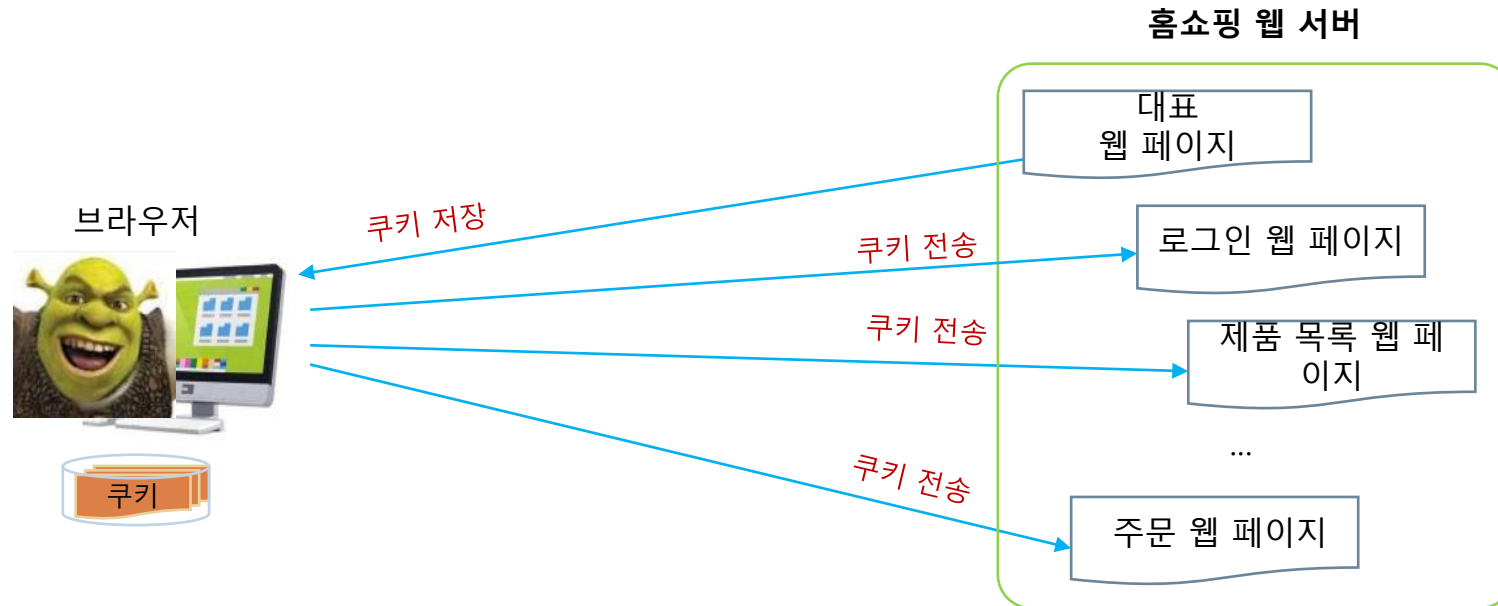 홈쇼핑 웹 서버
대표
웹 페이지
브라우저
쿠키 저장
쿠키 전송
로그인 웹 페이지
쿠키 전송
제품 목록 웹 페
이지
...
쿠키 전송
쿠키
주문 웹 페이지